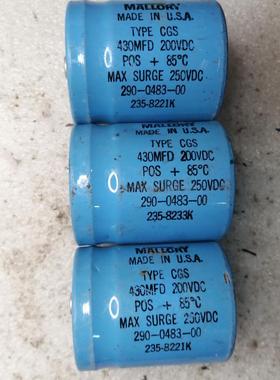 MALLORY
MADE IN U.S.A.
TYPE CGS
430MFD 200VDC
POS + 85°C
MAX SURGE 250VDC
290-0483-00
235-8221K
MALLORY
MADE IN U.S.A.
TYPE CGS
430MFD 200VDC
POS + 85°C
MAX SURGE 250VDC
290-0483-00
235-8233K
MALLORY
MADE IN U.S.A.
TYPE CGS
430MFD 200VDC
POS + 85°C
MAX SURGE 250VDC
290-0483-00
235-8221K